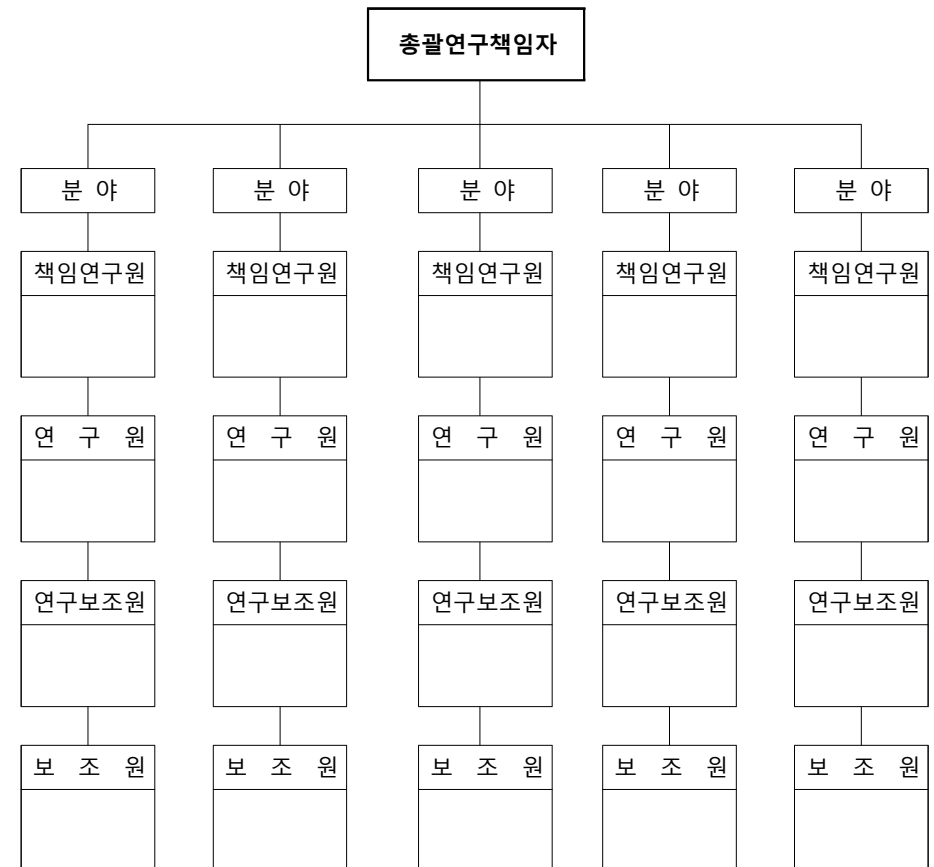 총괄연구책임자
분 야 분 야 분 야 분 야 분 야
책임연구원 책임연구원 책임연구원 책임연구원 책임연구원
연 구 원 연 구 원 연 구 원 연 구 원 연 구 원
연구보조원 연구보조원 연구보조원 연구보조원 연구보조원
보 조 원 보 조 원 보 조 원 보 조 원 보 조 원